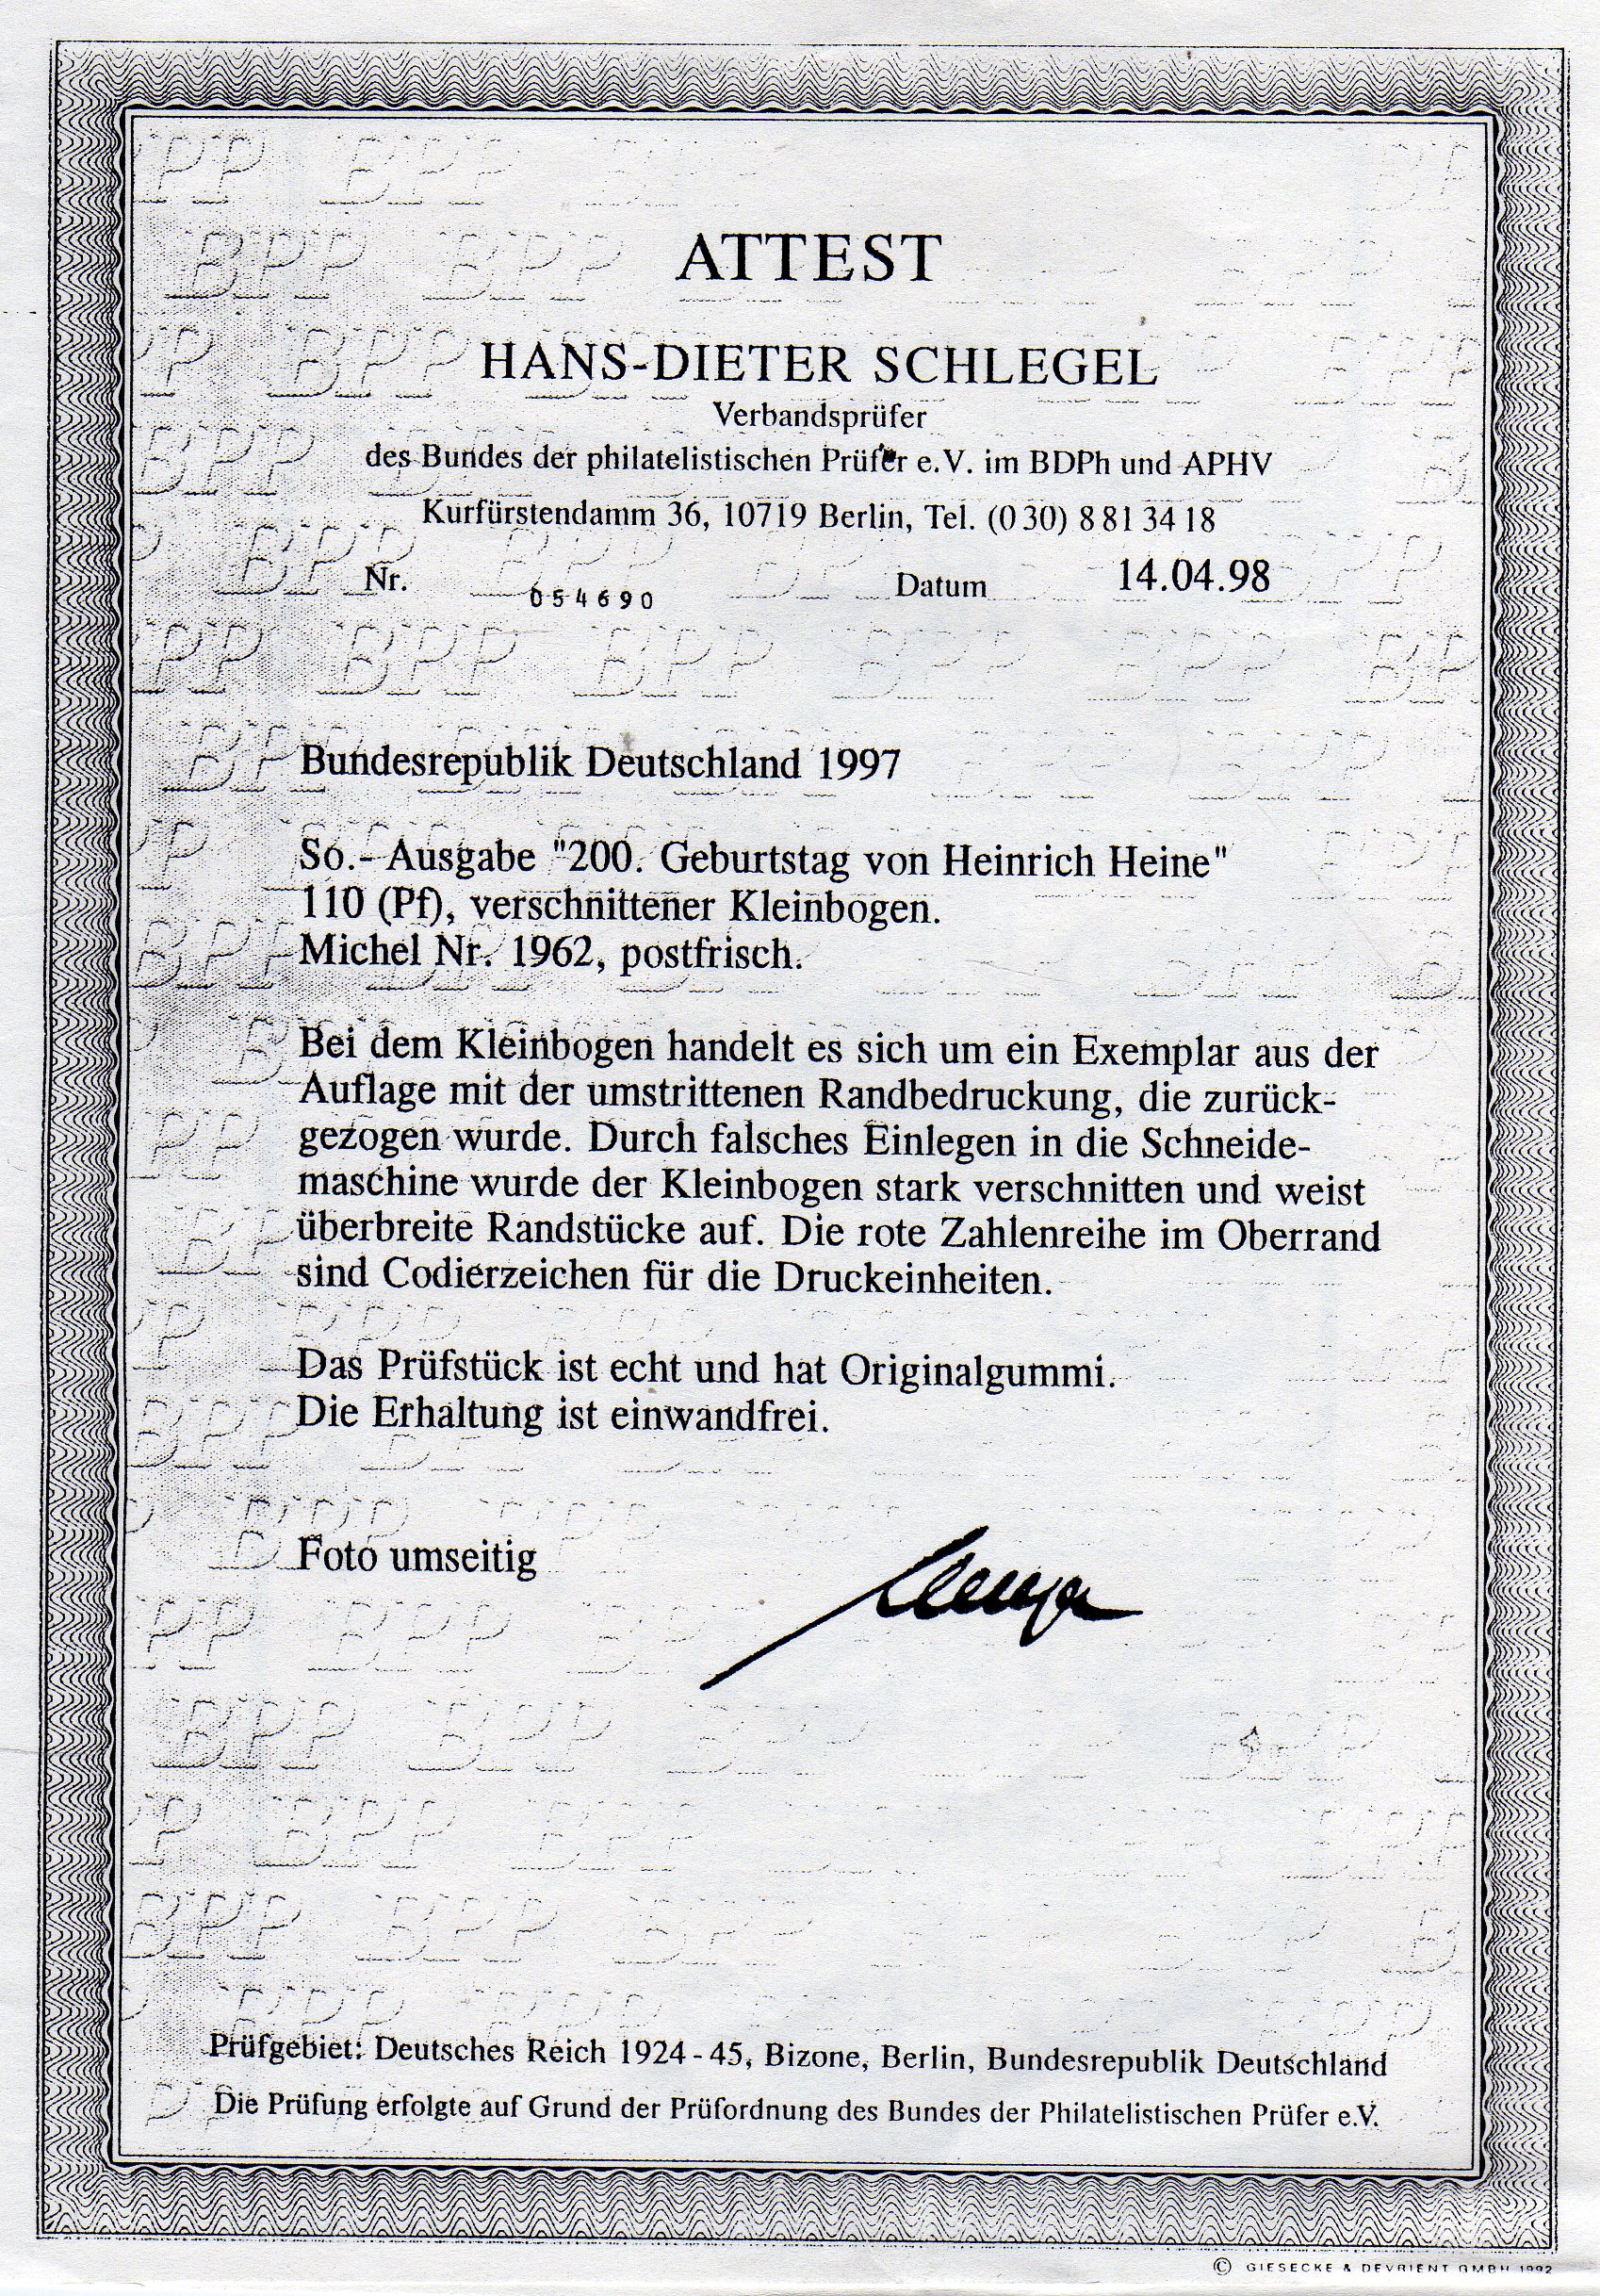 ATTEST
HANS-DIETER SCHLEGEL
Verbandsprüfer
des Bundes der philatelistischen Prüfer e.V. im BDPh und APHV
Kurfürstendamm 36, 10719 Berlin, Tel. (0 30) 8 81 34 18
Nr. 054690 Datum 14.04.98
Bundesrepublik Deutschland 1997
So.- Ausgabe "200. Geburtstag von Heinrich Heine"
110 (Pf), verschnittener Kleinbogen.
Michel Nr. 1962, postfrisch.
Bei dem Kleinbogen handelt es sich um ein Exemplar aus der
Auflage mit der umstrittenen Randbedruckung, die zurück-
gezogen wurde. Durch falsches Einlegen in die Schneide-
maschine wurde der Kleinbogen stark verschnitten und weist
überbreite Randstücke auf. Die rote Zahlenreihe im Oberrand
sind Codierzeichen für die Druckeinheiten.
Das Prüfstück ist echt und hat Originalgummi.
Die Erhaltung ist einwandfrei.
Foto umseitig
Prüfgebiet: Deutsches Reich 1924 - 45, Bizone, Berlin, Bundesrepublik Deutschland
Die Prüfung erfolgte auf Grund der Prüfordnung des Bundes der Philatelistischen Prüfer e.V.
© GIESECKE & DEVRIENT GMBH 1992